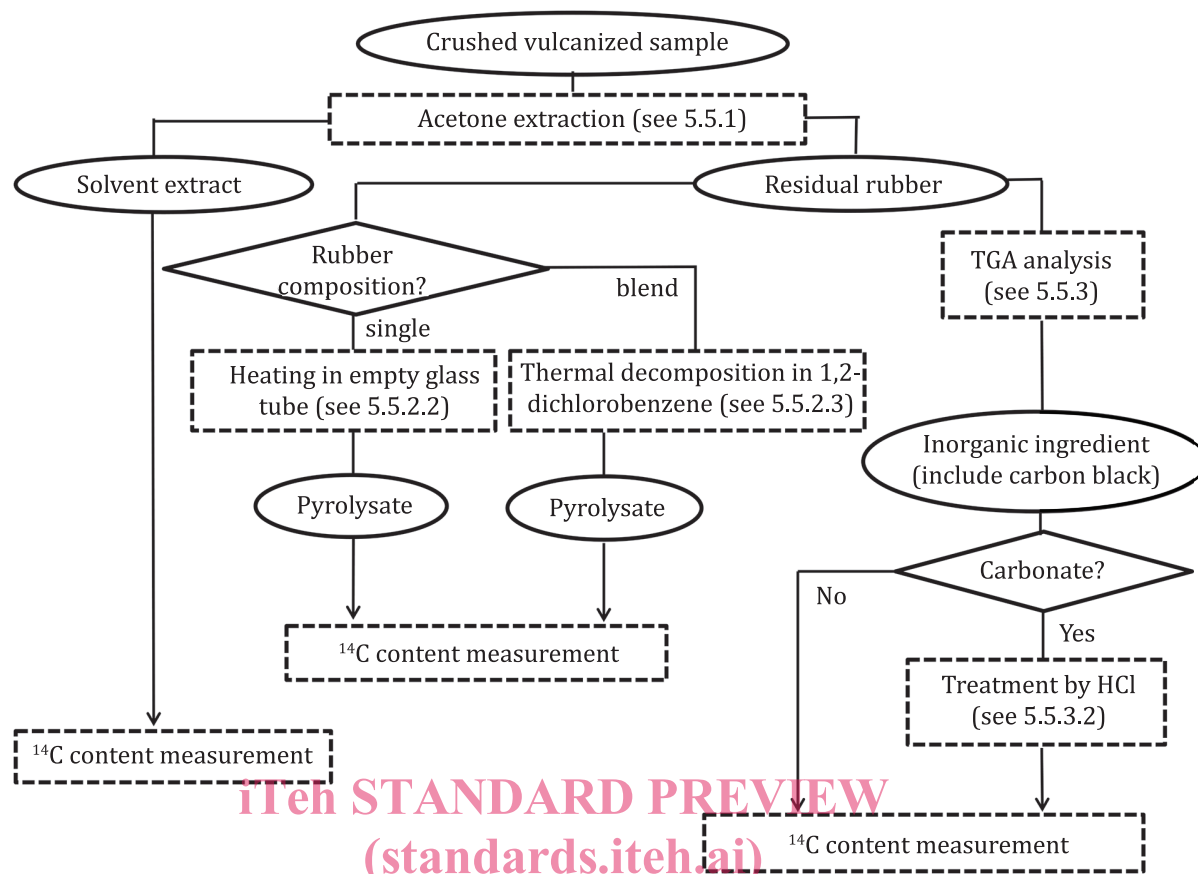 Crushed vulcanized sample
Acetone extraction (see 5.5.1)
Solvent extract
Residual rubber
Rubber
composition?
blend
single
TGA analysis
(see 5.5.3)
Heating in empty glass
tube (see 5.5.2.2)
Thermal decomposition in 1,2-
dichlorobenzene (see 5.5.2.3)
Inorganic ingredient
(include carbon black)
Pyrolysate
Pyrolysate
Carbonate?
No
Yes
¹⁴C content measurement
Treatment by HCl
(see 5.5.3.2)
¹⁴C content measurement
iTeh STANDARD PREVIEW
(standards.iteh.ai)
¹⁴C content measurement